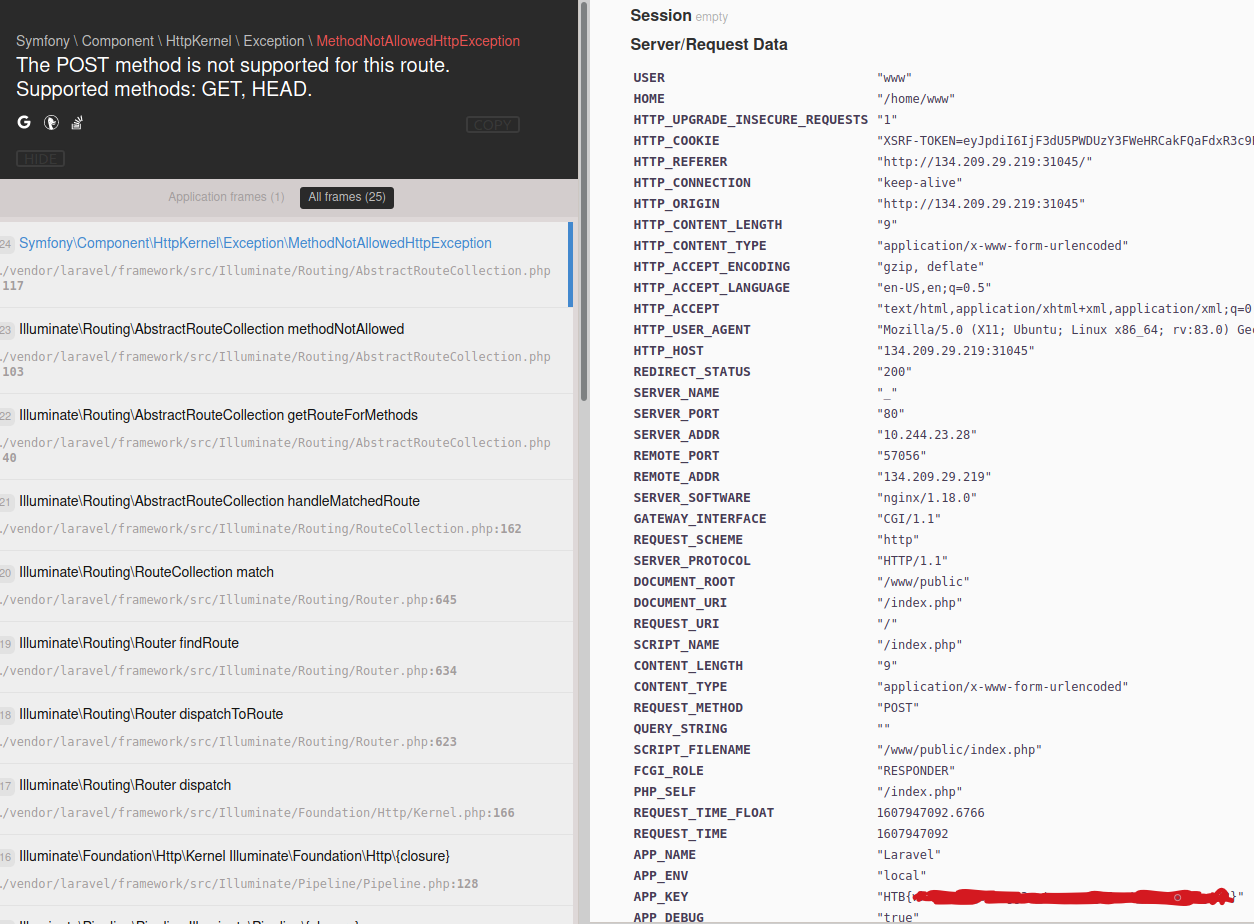 Symfony \ Component \ HttpKernel \ Exception \ MethodNotAllowedHttpException
The POST method is not supported for this route.
Supported methods: GET, HEAD.
COPY
HIDE
Application frames (1)
All frames (25)
24 Symfony\Component\HttpKernel\Exception\MethodNotAllowedHttpException
./vendor/laravel/framework/src/Illuminate/Routing/AbstractRouteCollection.php
117
23 Illuminate\Routing\AbstractRouteCollection methodNotAllowed
./vendor/laravel/framework/src/Illuminate/Routing/AbstractRouteCollection.php
103
22 Illuminate\Routing\AbstractRouteCollection getRouteForMethods
./vendor/laravel/framework/src/Illuminate/Routing/AbstractRouteCollection.php
40
21 Illuminate\Routing\AbstractRouteCollection handleMatchedRoute
./vendor/laravel/framework/src/Illuminate/Routing/RouteCollection.php:162
20 Illuminate\Routing\RouteCollection match
./vendor/laravel/framework/src/Illuminate/Routing/Router.php:645
19 Illuminate\Routing\Router findRoute
./vendor/laravel/framework/src/Illuminate/Routing/Router.php:634
18 Illuminate\Routing\Router dispatchToRoute
./vendor/laravel/framework/src/Illuminate/Routing/Router.php:623
17 Illuminate\Routing\Router dispatch
./vendor/laravel/framework/src/Illuminate/Foundation/Http/Kernel.php:166
16 Illuminate\Foundation\Http\Kernel Illuminate\Foundation\Http\{closure}
./vendor/laravel/framework/src/Illuminate/Pipeline/Pipeline.php:128
Session empty
Server/Request Data
USER "www"
HOME "/home/www"
HTTP_UPGRADE_INSECURE_REQUESTS "1"
HTTP_COOKIE "XSRF-TOKEN=eyJpdiI6IjF3dU5PWDUzY3FWeHRCakFQaFdxR3c9
HTTP_REFERER "http://134.209.29.219:31045/"
HTTP_CONNECTION "keep-alive"
HTTP_ORIGIN "http://134.209.29.219:31045"
HTTP_CONTENT_LENGTH "9"
HTTP_CONTENT_TYPE "application/x-www-form-urlencoded"
HTTP_ACCEPT_ENCODING "gzip, deflate"
HTTP_ACCEPT_LANGUAGE "en-US,en;q=0.5"
HTTP_ACCEPT "text/html,application/xhtml+xml,application/xml;q=0
HTTP_USER_AGENT "Mozilla/5.0 (X11; Ubuntu; Linux x86_64; rv:83.0) Gec
HTTP_HOST "134.209.29.219:31045"
REDIRECT_STATUS "200"
SERVER_NAME "_"
SERVER_PORT "80"
SERVER_ADDR "10.244.23.28"
REMOTE_PORT "57056"
REMOTE_ADDR "134.209.29.219"
SERVER_SOFTWARE "nginx/1.18.0"
GATEWAY_INTERFACE "CGI/1.1"
REQUEST_SCHEME "http"
SERVER_PROTOCOL "HTTP/1.1"
DOCUMENT_ROOT "/www/public"
DOCUMENT_URI "/index.php"
REQUEST_URI "/"
SCRIPT_NAME "/index.php"
CONTENT_LENGTH "9"
CONTENT_TYPE "application/x-www-form-urlencoded"
REQUEST_METHOD "POST"
QUERY_STRING ""
SCRIPT_FILENAME "/www/public/index.php"
FCGI_ROLE "RESPONDER"
PHP_SELF "/index.php"
REQUEST_TIME_FLOAT 1607947092.6766
REQUEST_TIME 1607947092
APP_NAME "Laravel"
APP_ENV "local"
APP_KEY "HTB{ }"
APP_DEBUG "true"